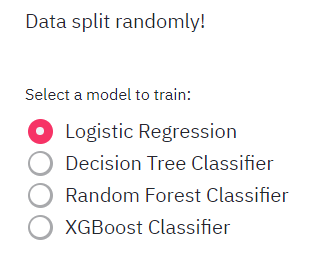 Data split randomly!
Select a model to train:
Logistic Regression
Decision Tree Classifier
Random Forest Classifier
XGBoost Classifier